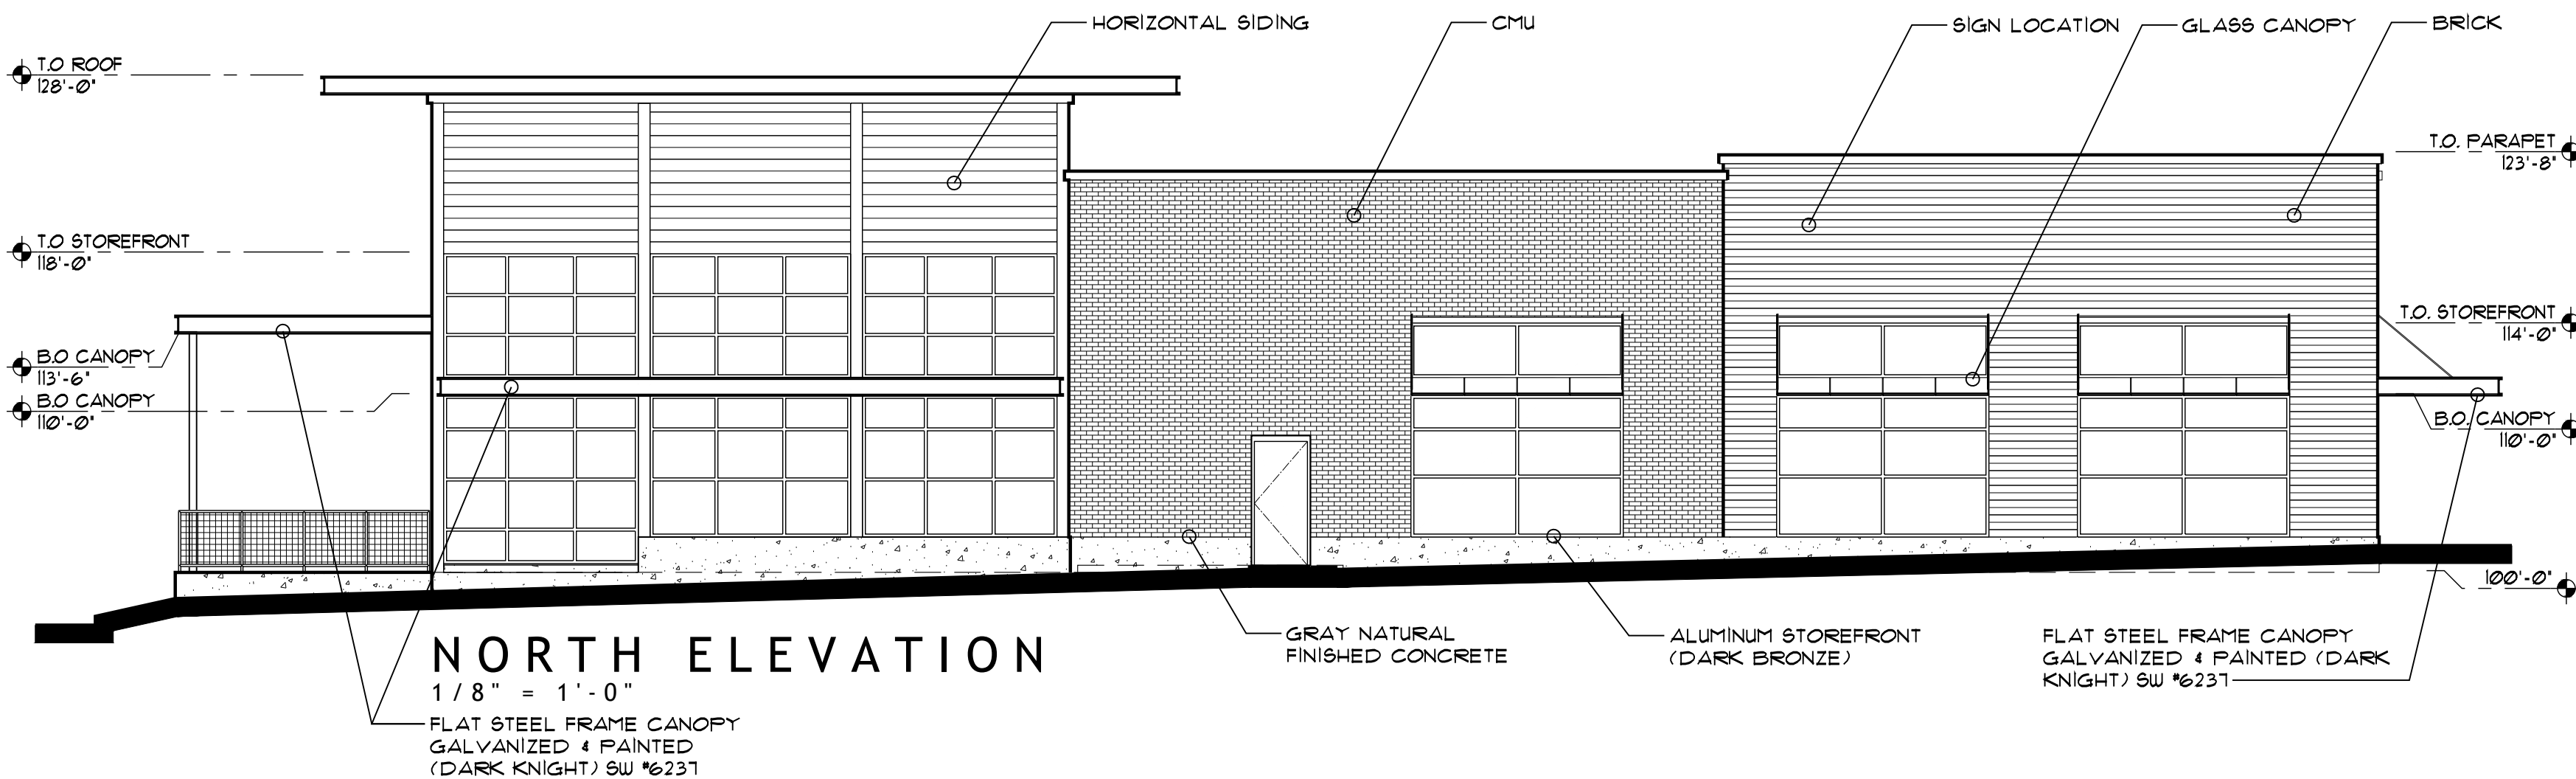 HORIZONTAL SIDING
CMU
SIGN LOCATION
GLASS CANOPY
BRICK
T.O ROOF
128'-0"
T.O. PARAPET
123'-8"
T.O STOREFRONT
118'-0"
T.O. STOREFRONT
114'-0"
B.O CANOPY
113'-6"
B.O CANOPY
110'-0"
B.O. CANOPY
110'-0"
100'-0"
NORTH ELEVATION
1/8" = 1'-0"
GRAY NATURAL
FINISHED CONCRETE
ALUMINUM STOREFRONT
(DARK BRONZE)
FLAT STEEL FRAME CANOPY
GALVANIZED & PAINTED (DARK
KNIGHT) SW #6237
FLAT STEEL FRAME CANOPY
GALVANIZED & PAINTED
(DARK KNIGHT) SW #6237